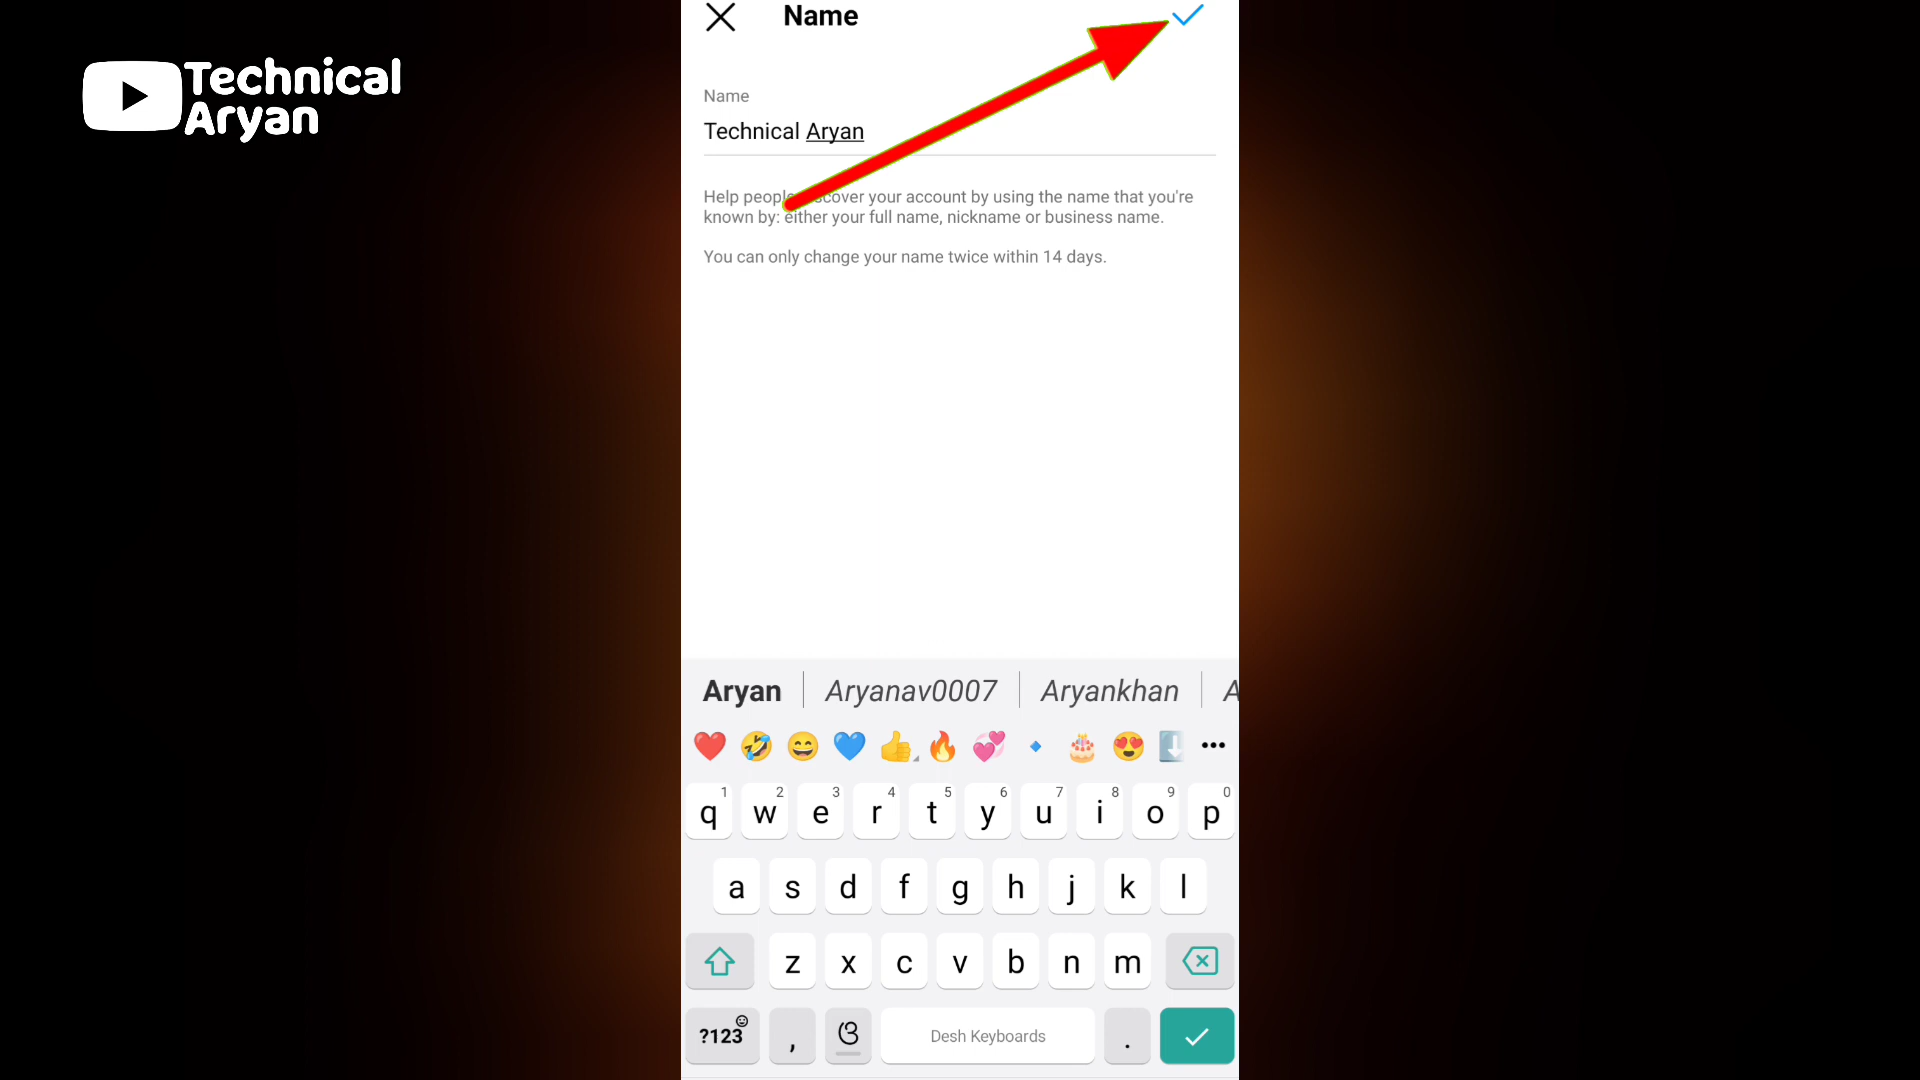 Technical
Aryan
Name
Name
Technical Aryan
Help people discover your account by using the name that you're
known by: either your full name, nickname or business name.
You can only change your name twice within 14 days.
Aryan Aryanav0007 Aryankhan A
1 2 3 4 5 6 7 8 9 0
q w e r t y u i o p
a s d f g h j k l
z x c v b n m
?123 , Desh Keyboards .